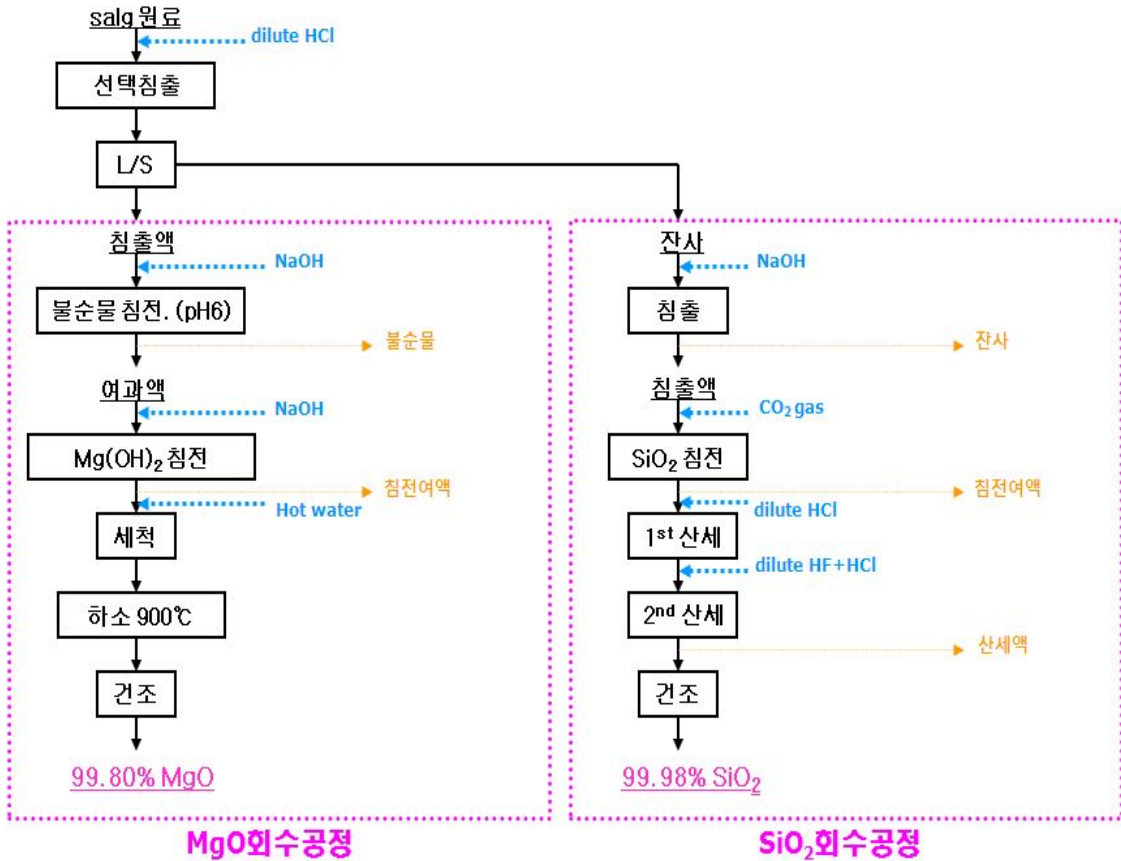 salg 원료
dilute HCl
선택침출
L/S
침출액
NaOH
불순물 침전. (pH6)
불순물
여과액
NaOH
Mg(OH)₂ 침전
침전여액
Hot water
세척
하소 900℃
건조
99.80% MgO
MgO회수공정
잔사
NaOH
침출
잔사
침출액
CO₂ gas
SiO₂ 침전
침전여액
dilute HCl
1st 산세
dilute HF+HCl
2nd 산세
산세액
건조
99.98% SiO₂
SiO₂회수공정